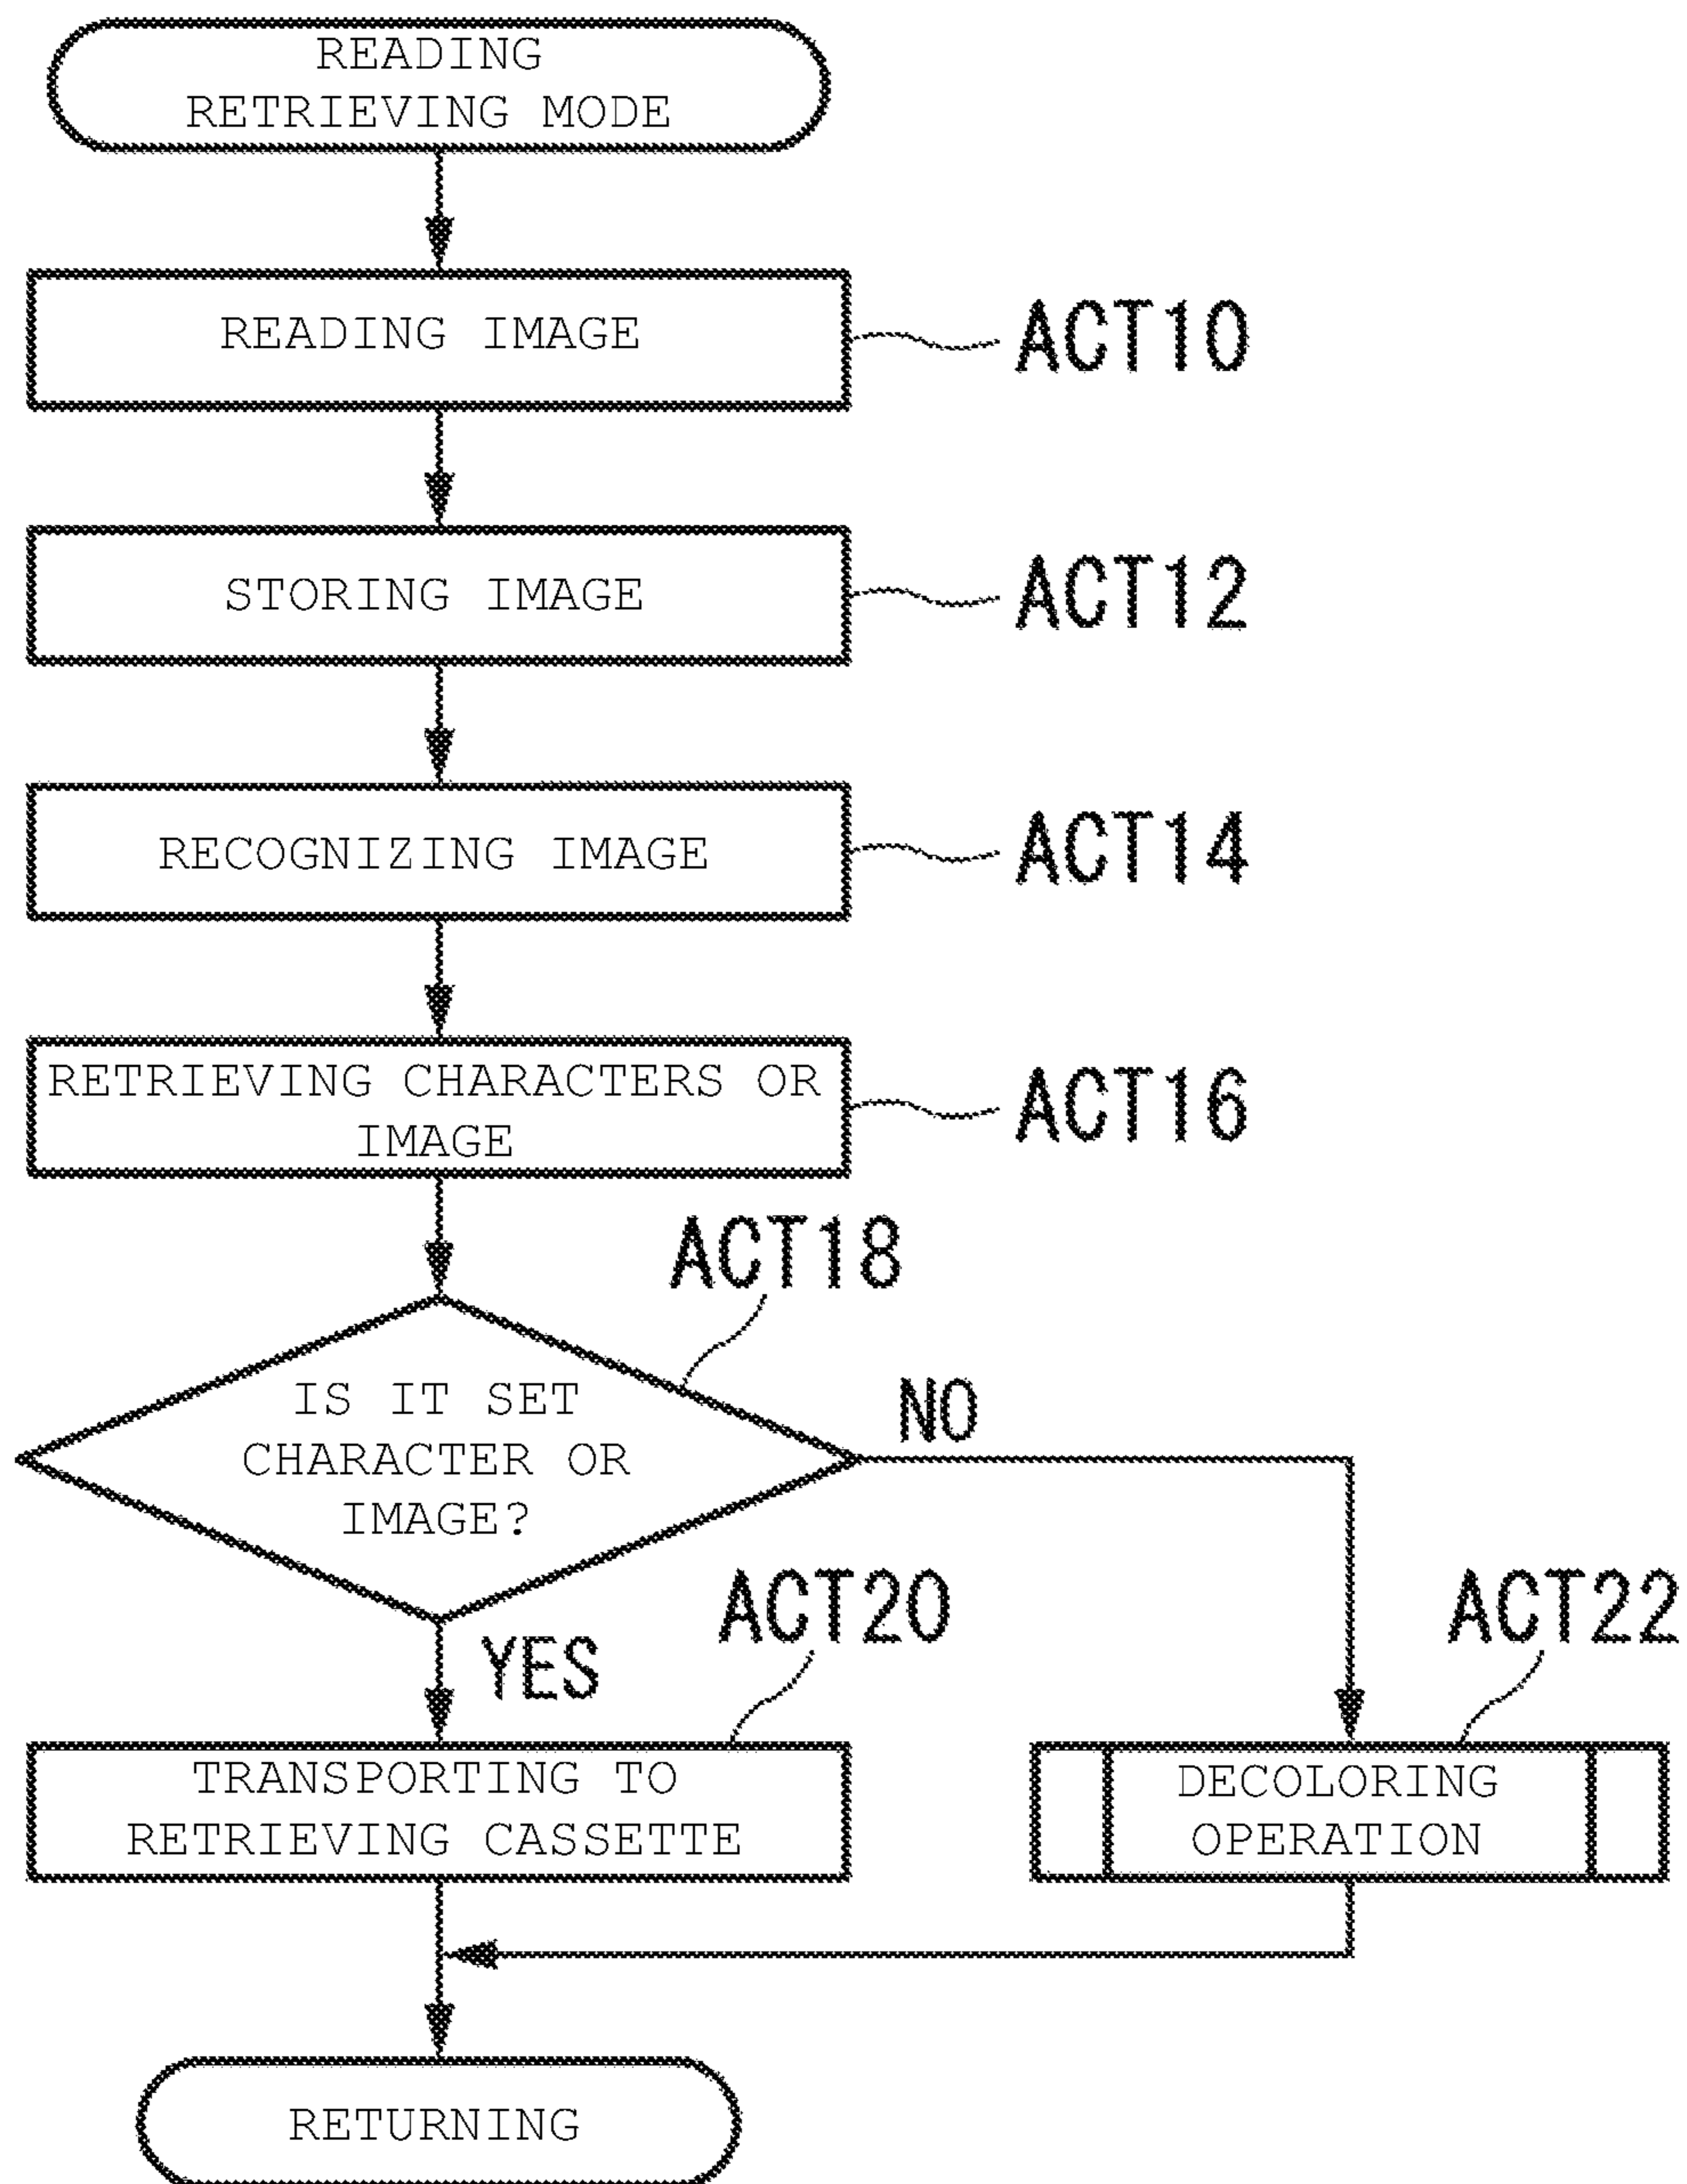 READING
RETRIEVING MODE
READING IMAGE
ACT10
STORING IMAGE
ACT12
RECOGNIZING IMAGE
ACT14
RETRIEVING CHARACTERS OR
IMAGE
ACT16
ACT18
IS IT SET
CHARACTER OR
IMAGE?
NO
YES
ACT20
ACT22
TRANSPORTING TO
RETRIEVING CASSETTE
DECOLORING
OPERATION
RETURNING